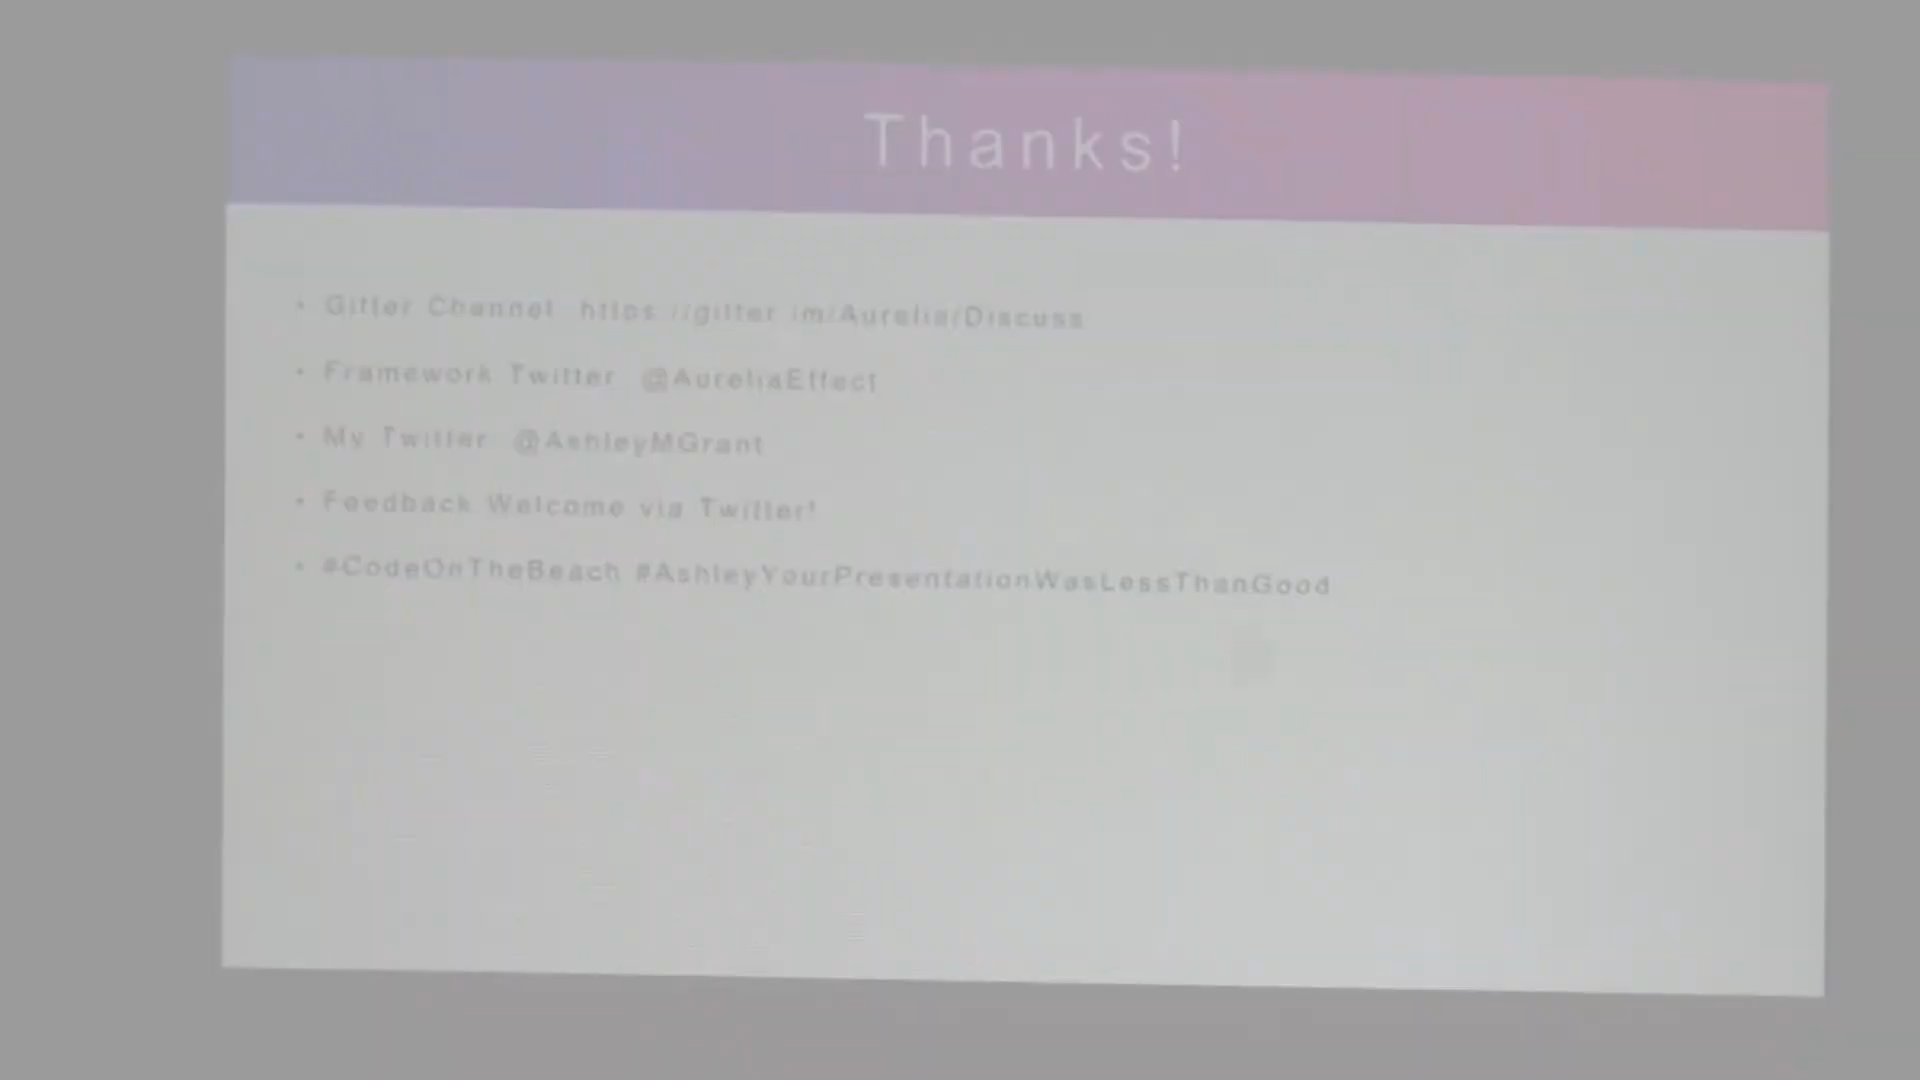 Thanks!
• Gitter Channel: https://gitter.im/Aurelia/Discuss
• Framework Twitter: @AureliaEffect
• My Twitter: @AshleyMGrant
• Feedback Welcome via Twitter!
• #CodeOnTheBeach #AshleyYourPresentationWasLessThanGood